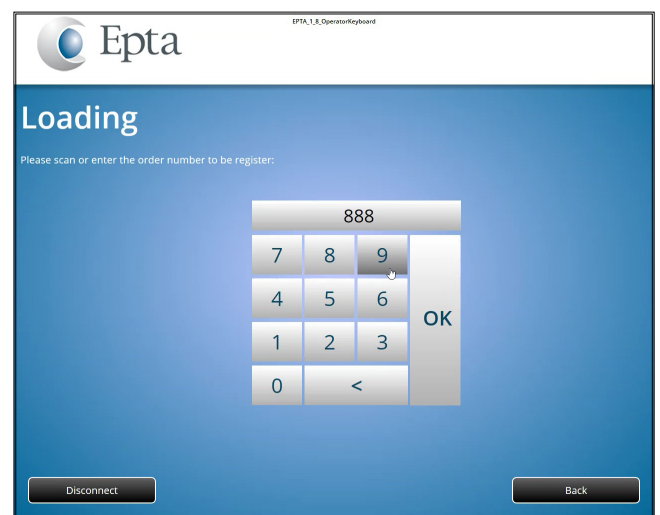 EPTA_1_8_OperatorKeyboard
Epta
Loading
Please scan or enter the order number to be register:
888
7 8 9
4 5 6
OK
1 2 3
0 <
Disconnect Back